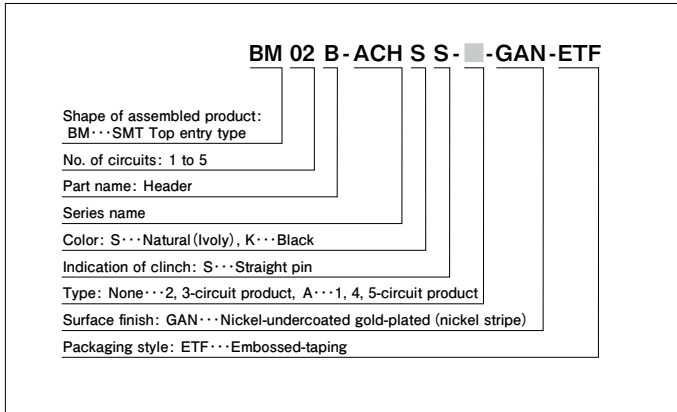 BM 02 B-ACH S S- -GAN-ETF
Shape of assembled product:
BM···SMT Top entry type
No. of circuits: 1 to 5
Part name: Header
Series name
Color: S···Natural (Ivoly), K···Black
Indication of clinch: S···Straight pin
Type: None···2, 3-circuit product, A···1, 4, 5-circuit product
Surface finish: GAN···Nickel-undercoated gold-plated (nickel stripe)
Packaging style: ETF···Embossed-taping